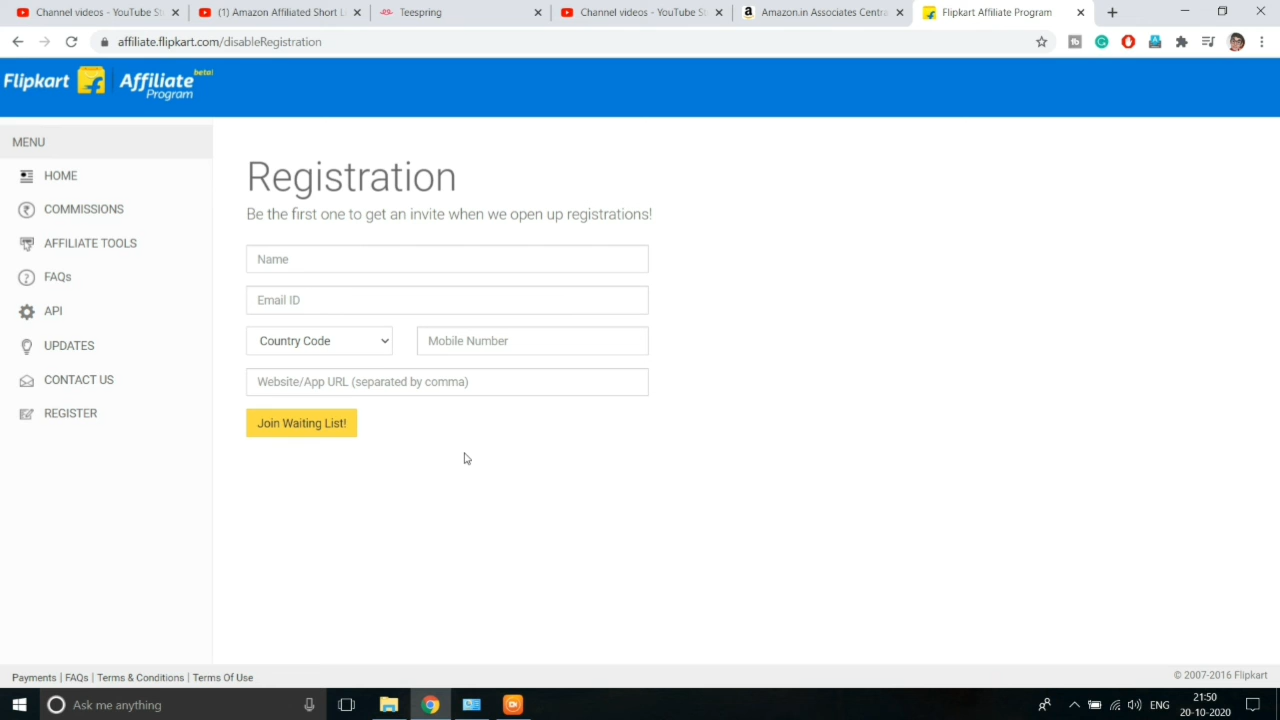 Channel videos - YouTube St
(1) Amazon Affiliated Short L
Teespring
Channel videos - YouTube St
Amazon.in Associates Centra
Flipkart Affiliate Program
affiliate.flipkart.com/disableRegistration
Flipkart Affiliate Program beta!
MENU
HOME
COMMISSIONS
AFFILIATE TOOLS
FAQs
API
UPDATES
CONTACT US
REGISTER
Registration
Be the first one to get an invite when we open up registrations!
Name
Email ID
Country Code
Mobile Number
Website/App URL (separated by comma)
Join Waiting List!
Payments | FAQs | Terms & Conditions | Terms Of Use
© 2007-2016 Flipkart
Ask me anything
ENG
21:50
20-10-2020